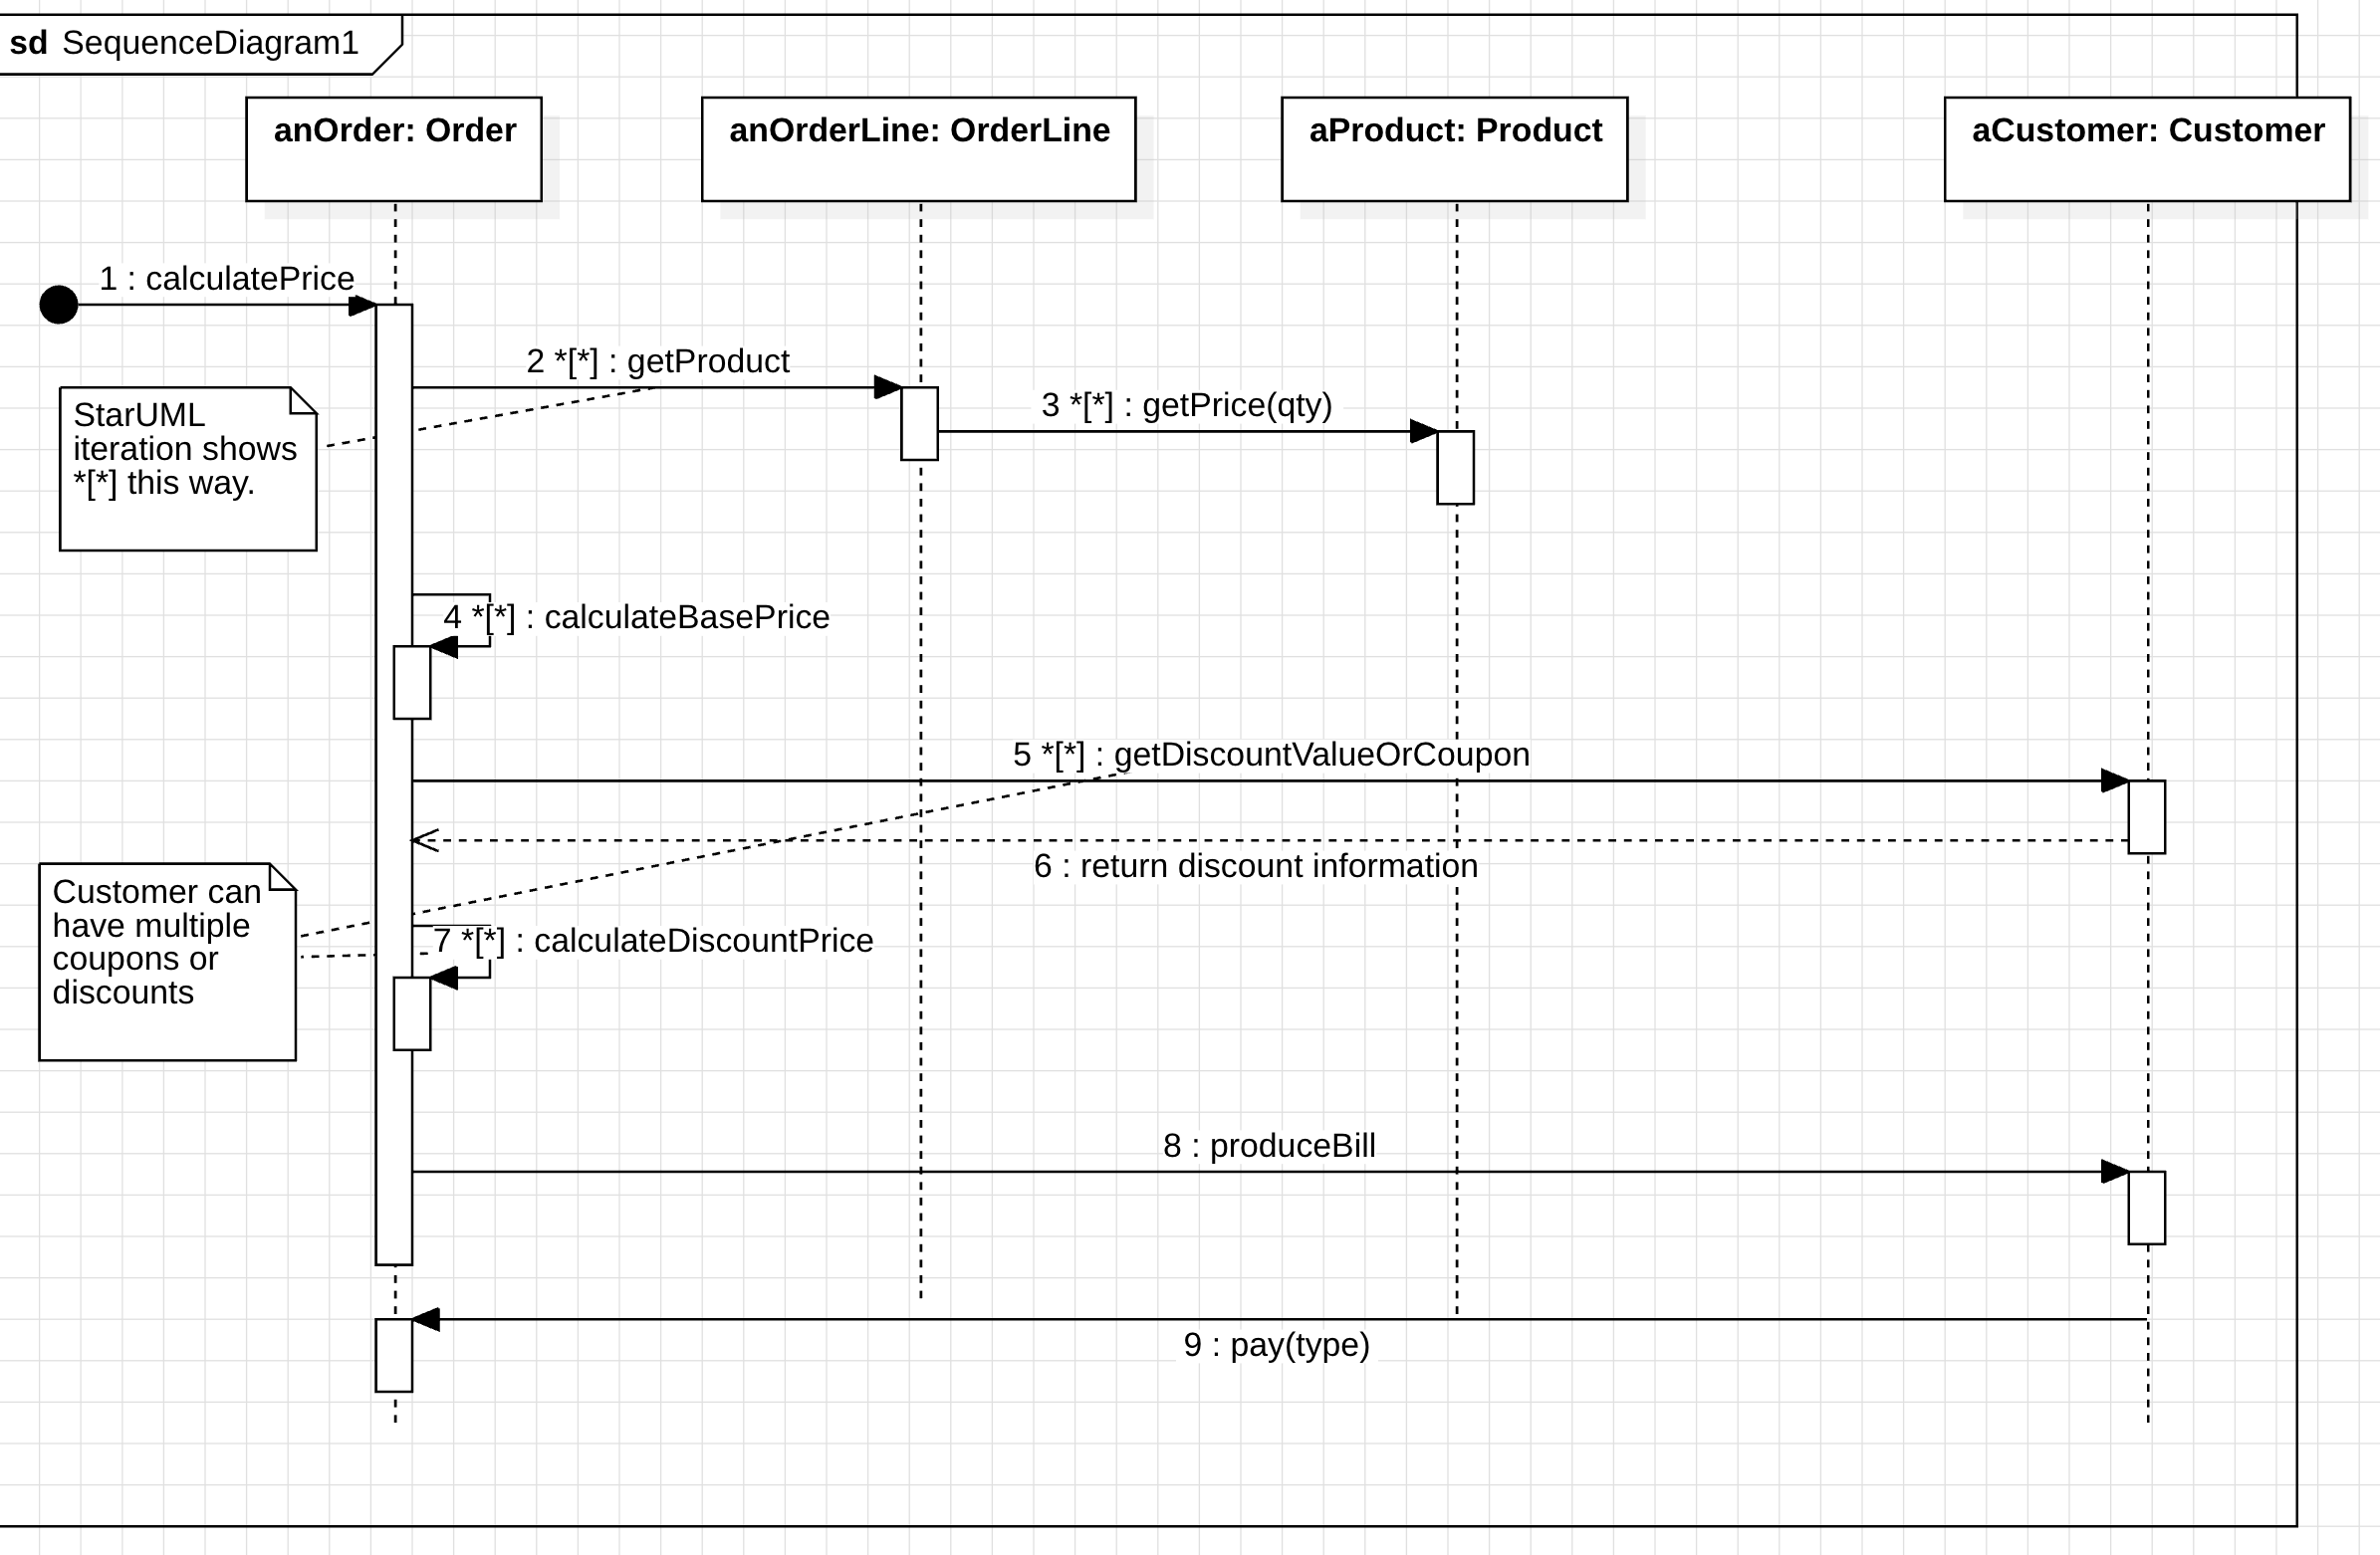 sd SequenceDiagram1
anOrder: Order
anOrderLine: OrderLine
aProduct: Product
aCustomer: Customer
1 : calculatePrice
2 *[*] : getProduct
3 *[*] : getPrice(qty)
StarUML
iteration shows
*[*] this way.
4 *[*] : calculateBasePrice
5 *[*] : getDiscountValueOrCoupon
6 : return discount information
Customer can
have multiple
coupons or
discounts
7 *[*] : calculateDiscountPrice
8 : produceBill
9 : pay(type)